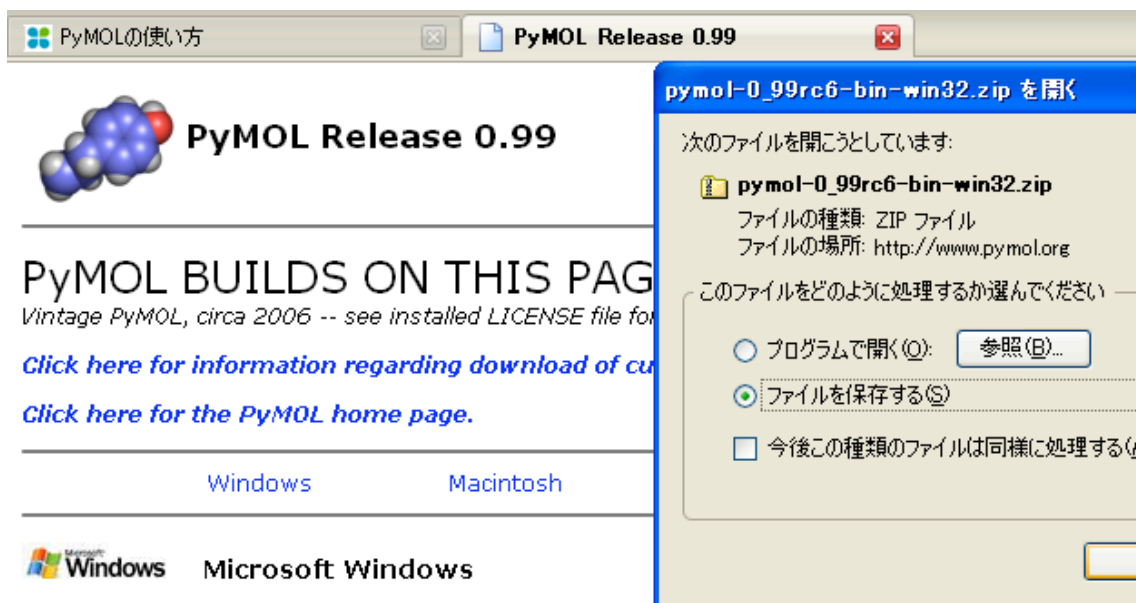 PyMOLの使い方
PyMOL Release 0.99
PyMOL Release 0.99
PyMOL BUILDS ON THIS PAG
Vintage PyMOL, circa 2006 -- see installed LICENSE file for
Click here for information regarding download of cu
Click here for the PyMOL home page.
Windows Macintosh
Microsoft
Windows
Microsoft Windows
pymol-0_99rc6-bin-win32.zip を開く
次のファイルを開こうとしています:
pymol-0_99rc6-bin-win32.zip
ファイルの種類: ZIP ファイル
ファイルの場所: http://www.pymol.org
このファイルをどのように処理するか選んでください
プログラムで開く(O): 参照(B)...
ファイルを保存する(S)
今後この種類のファイルは同様に処理する(A